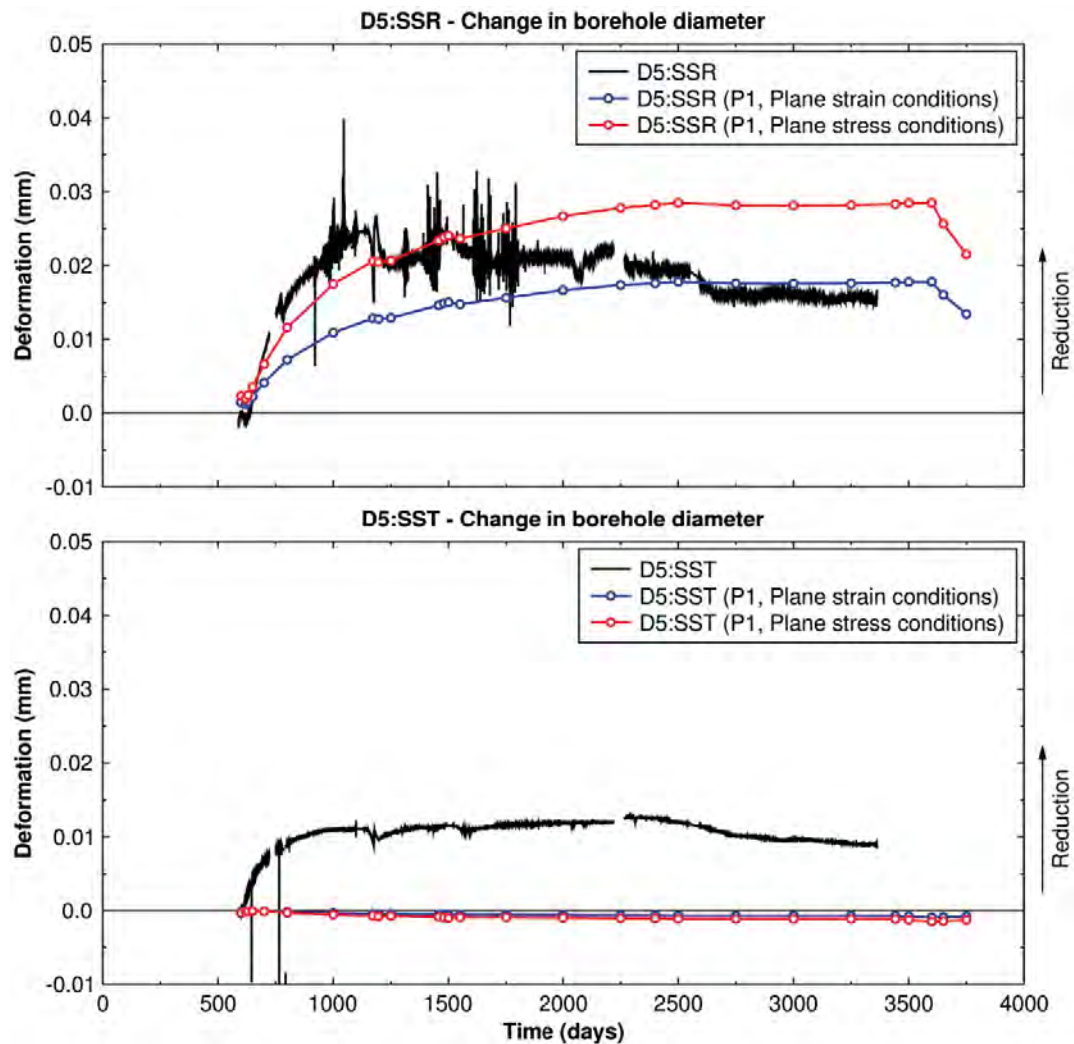 D5:SSR - Change in borehole diameter
0.05
0.04
0.03
0.02
0.01
0.0
-0.01
Deformation (mm)
D5:SSR
D5:SSR (P1, Plane strain conditions)
D5:SSR (P1, Plane stress conditions)
Reduction
D5:SST - Change in borehole diameter
0.05
0.04
0.03
0.02
0.01
0.0
-0.01
Deformation (mm)
D5:SST
D5:SST (P1, Plane strain conditions)
D5:SST (P1, Plane stress conditions)
Reduction
0 500 1000 1500 2000 2500 3000 3500 4000
Time (days)